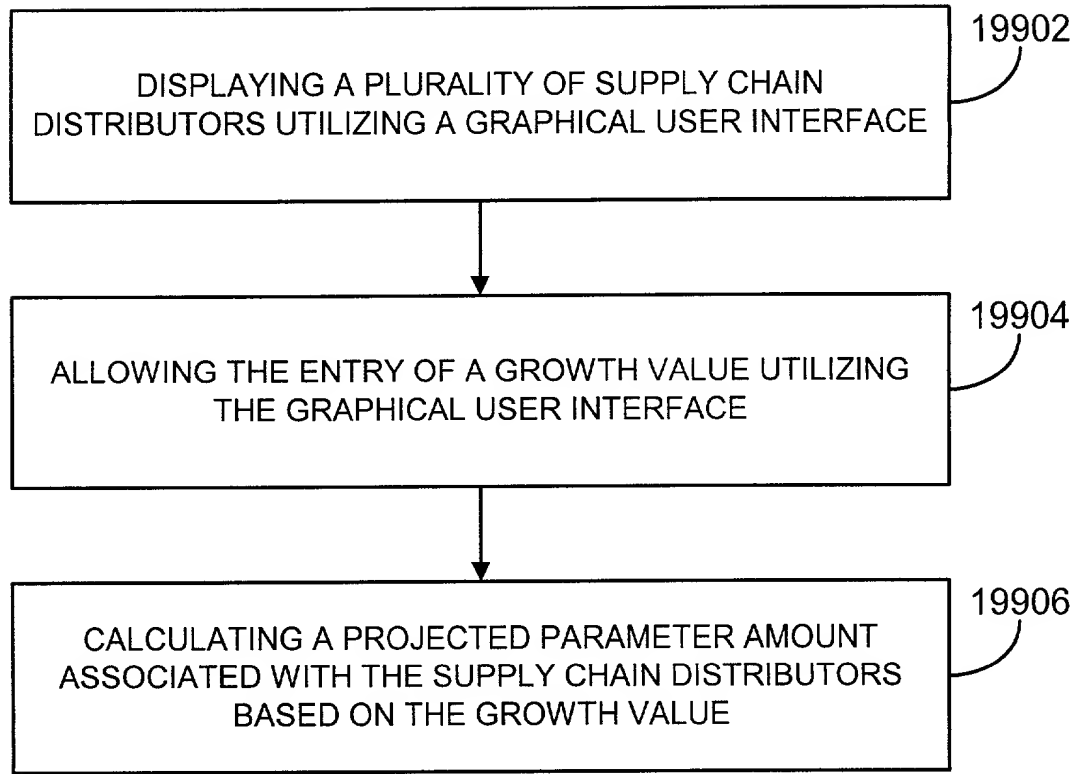 19902
DISPLAYING A PLURALITY OF SUPPLY CHAIN
DISTRIBUTORS UTILIZING A GRAPHICAL USER INTERFACE
19904
ALLOWING THE ENTRY OF A GROWTH VALUE UTILIZING
THE GRAPHICAL USER INTERFACE
19906
CALCULATING A PROJECTED PARAMETER AMOUNT
ASSOCIATED WITH THE SUPPLY CHAIN DISTRIBUTORS
BASED ON THE GROWTH VALUE